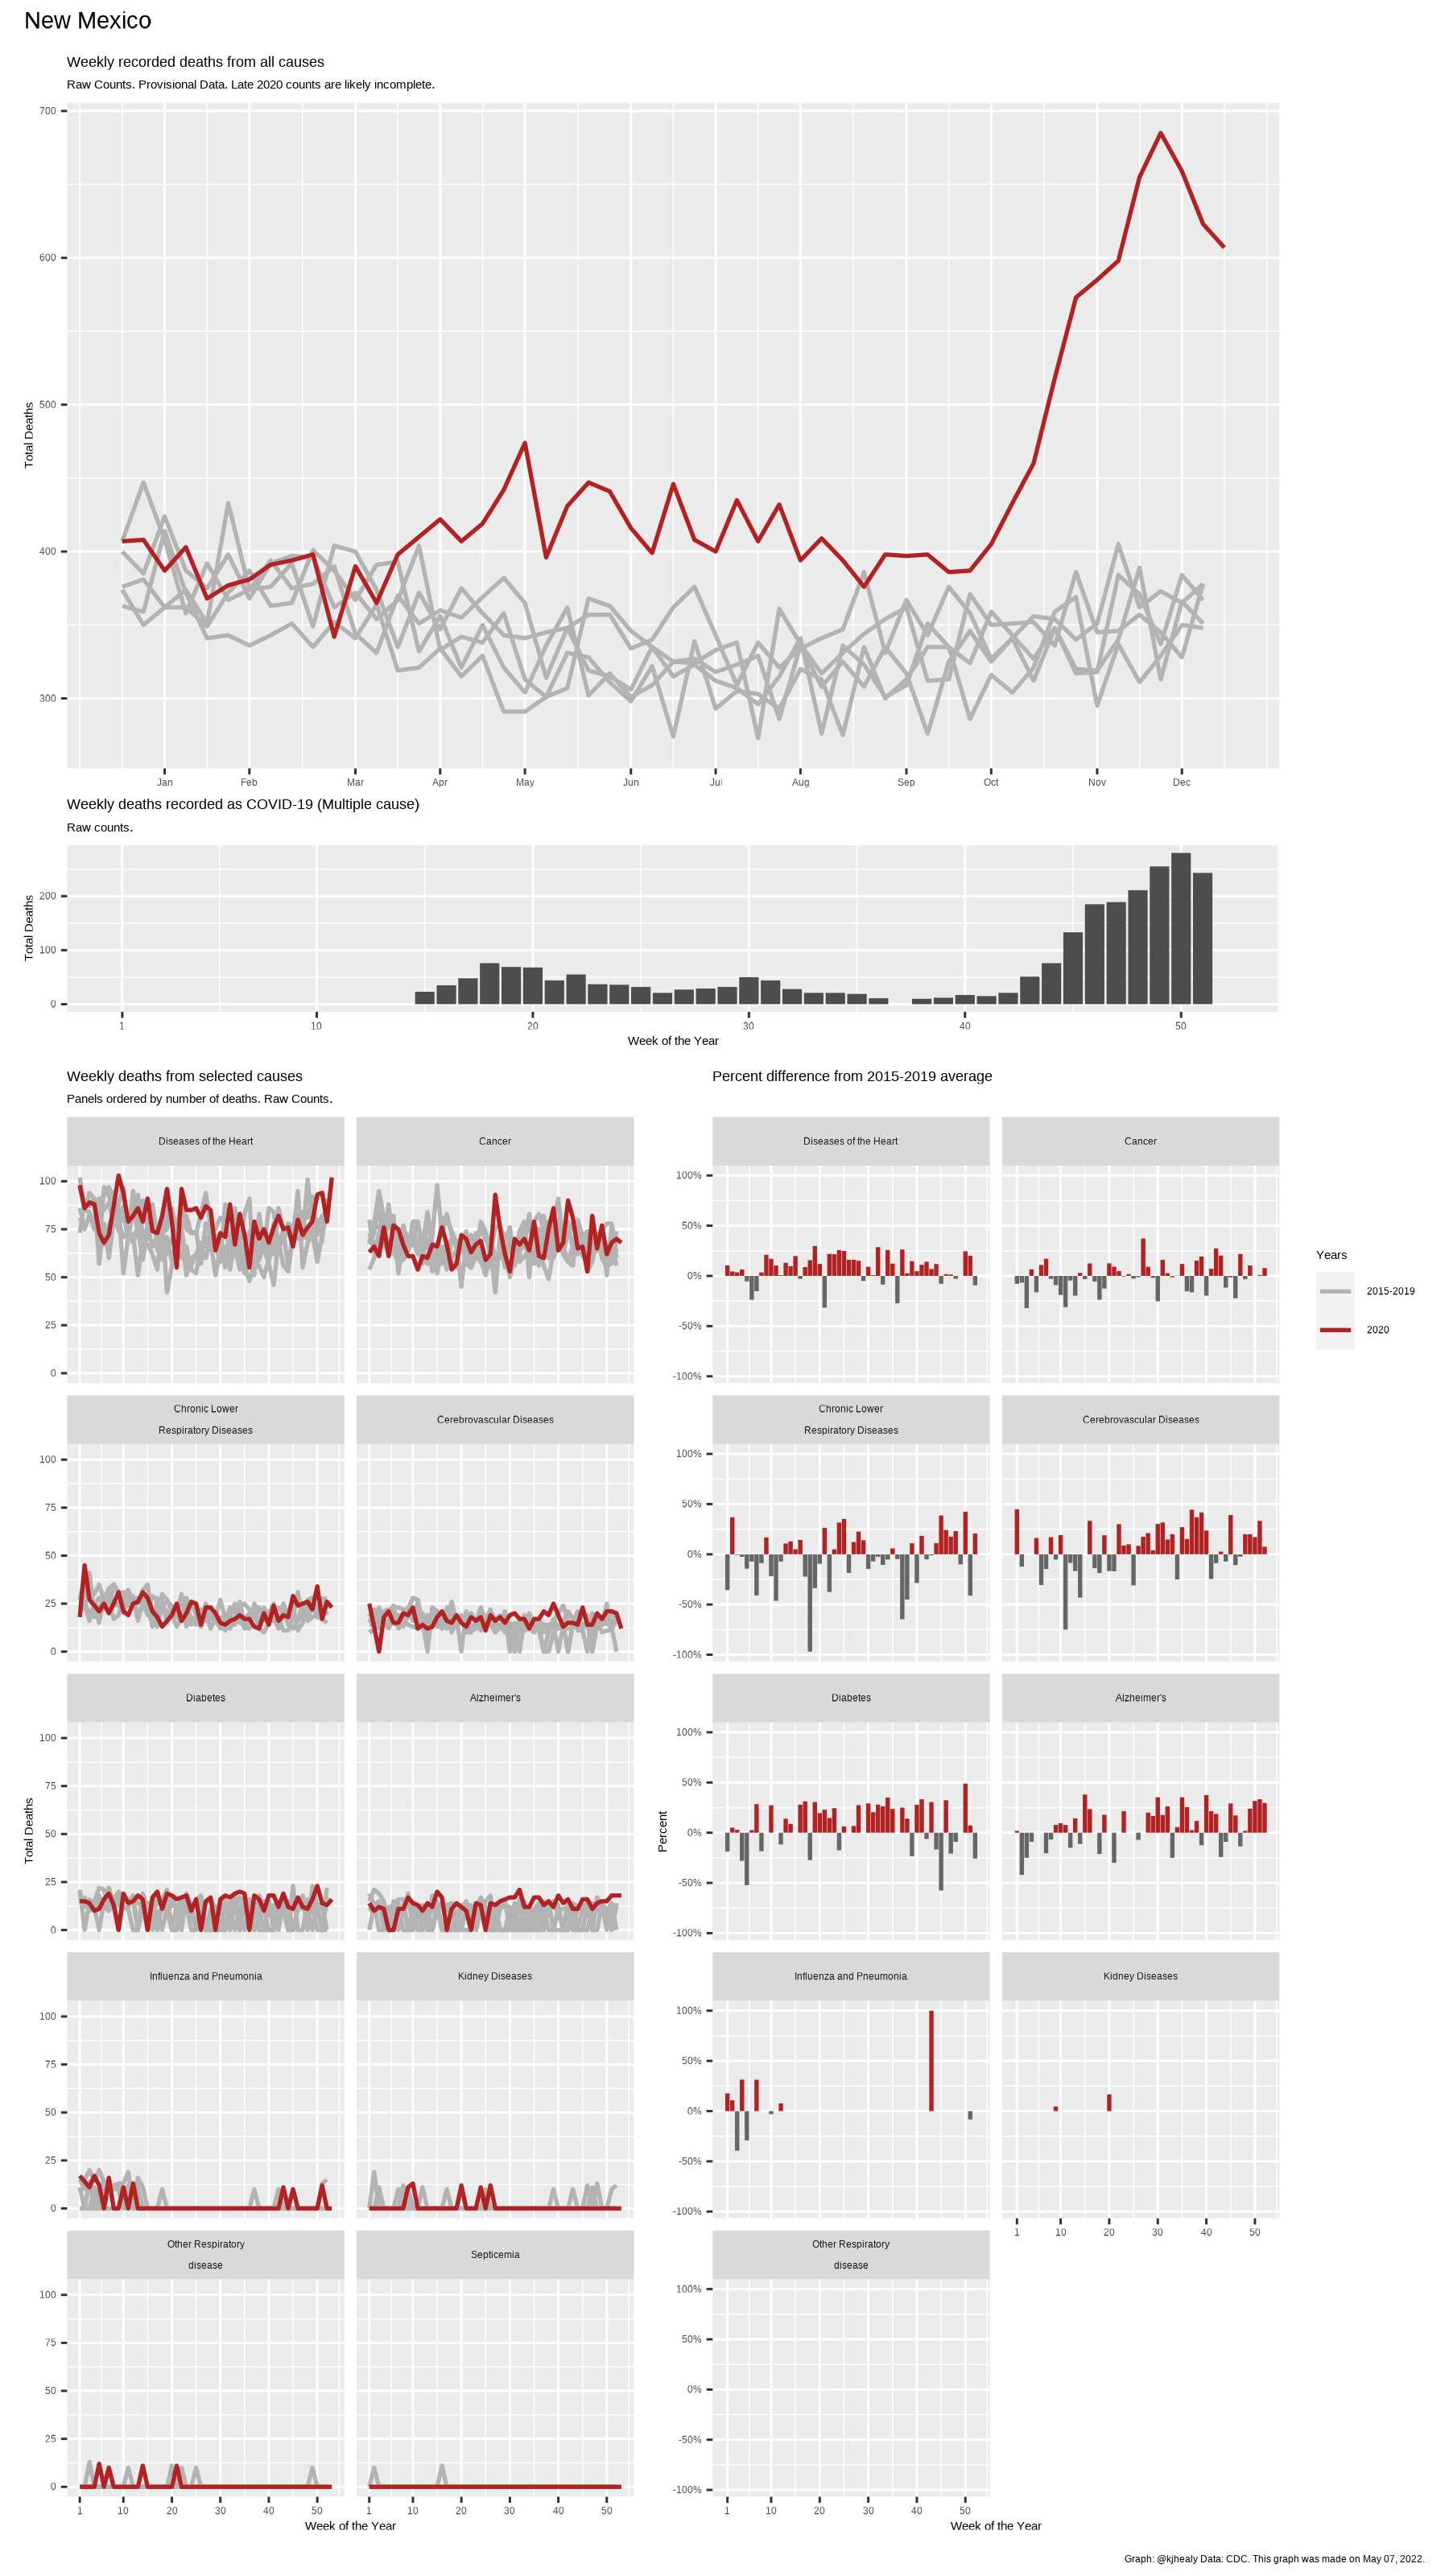 New Mexico
Weekly recorded deaths from all causes
Raw Counts. Provisional Data. Late 2020 counts are likely incomplete.
Total Deaths
700
600
500
400
300
Jan Feb Mar Apr May Jun Jul Aug Sep Oct Nov Dec
Weekly deaths recorded as COVID-19 (Multiple cause)
Raw counts.
Total Deaths
200
100
0
1 10 20 30 40 50
Week of the Year
Weekly deaths from selected causes
Panels ordered by number of deaths. Raw Counts.
Total Deaths
Diseases of the Heart Cancer
100
75
50
25
0
Chronic Lower
Respiratory Diseases
Cerebrovascular Diseases
100
75
50
25
0
Diabetes Alzheimer's
100
75
50
25
0
Influenza and Pneumonia Kidney Diseases
100
75
50
25
0
Other Respiratory
disease
Septicemia
100
75
50
25
0
1 10 20 30 40 50 1 10 20 30 40 50
Week of the Year
Percent difference from 2015-2019 average
Percent
Diseases of the Heart Cancer
100%
50%
0%
-50%
-100%
Chronic Lower
Respiratory Diseases
Cerebrovascular Diseases
100%
50%
0%
-50%
-100%
Diabetes Alzheimer's
100%
50%
0%
-50%
-100%
Influenza and Pneumonia Kidney Diseases
100%
50%
0%
-50%
-100%
1 10 20 30 40 50
Other Respiratory
disease
100%
50%
0%
-50%
-100%
1 10 20 30 40 50
Week of the Year
Years
2015-2019
2020
Graph: @kjhealy Data: CDC. This graph was made on May 07, 2022.